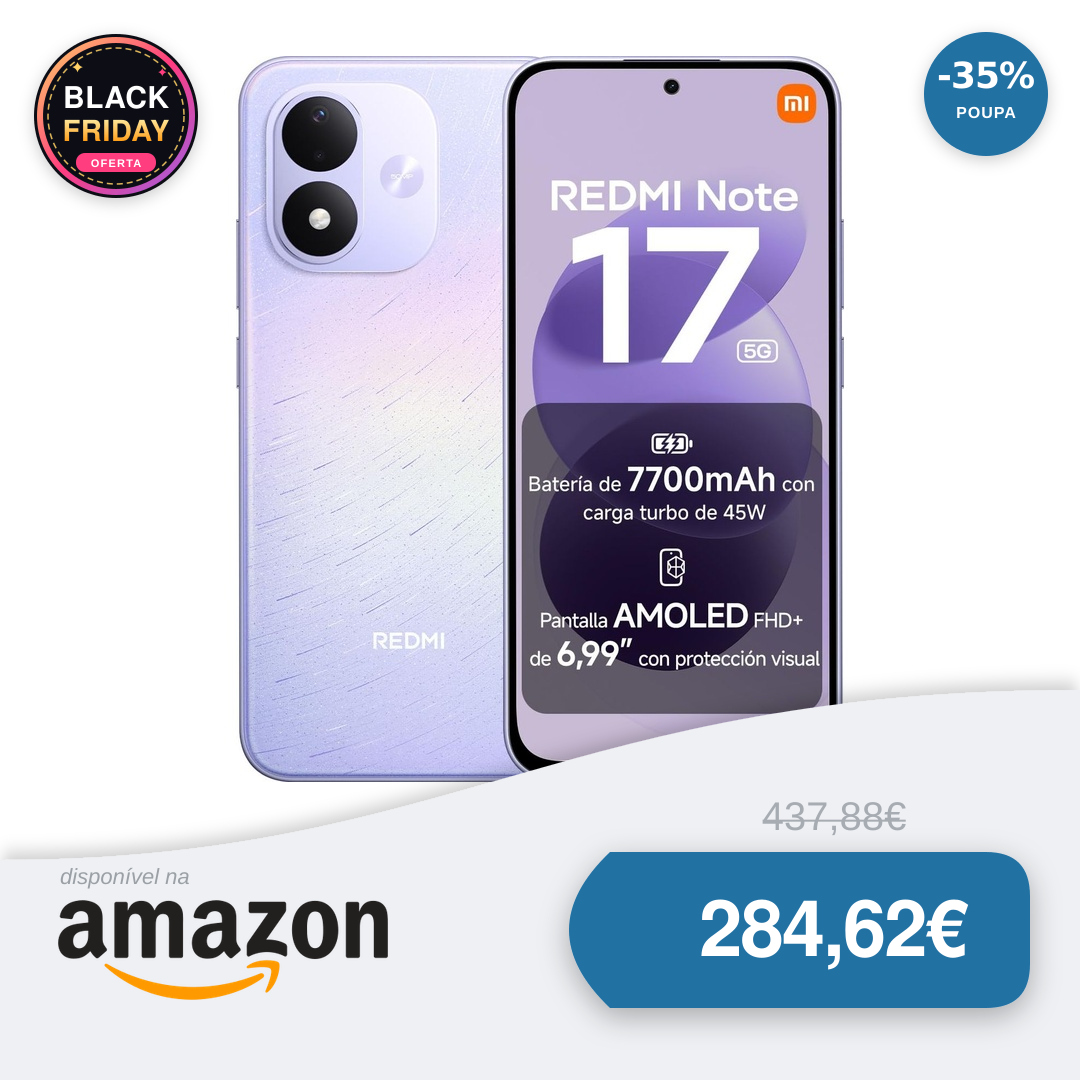 BLACK
FRIDAY
OFERTA
-35%
POUPA
mi
REDMI Note
17
5G
Batería de 7700mAh con
carga turbo de 45W
Pantalla AMOLED FHD+
de 6,99” con protección visual
REDMI
437,88€
284,62€
disponível na
amazon